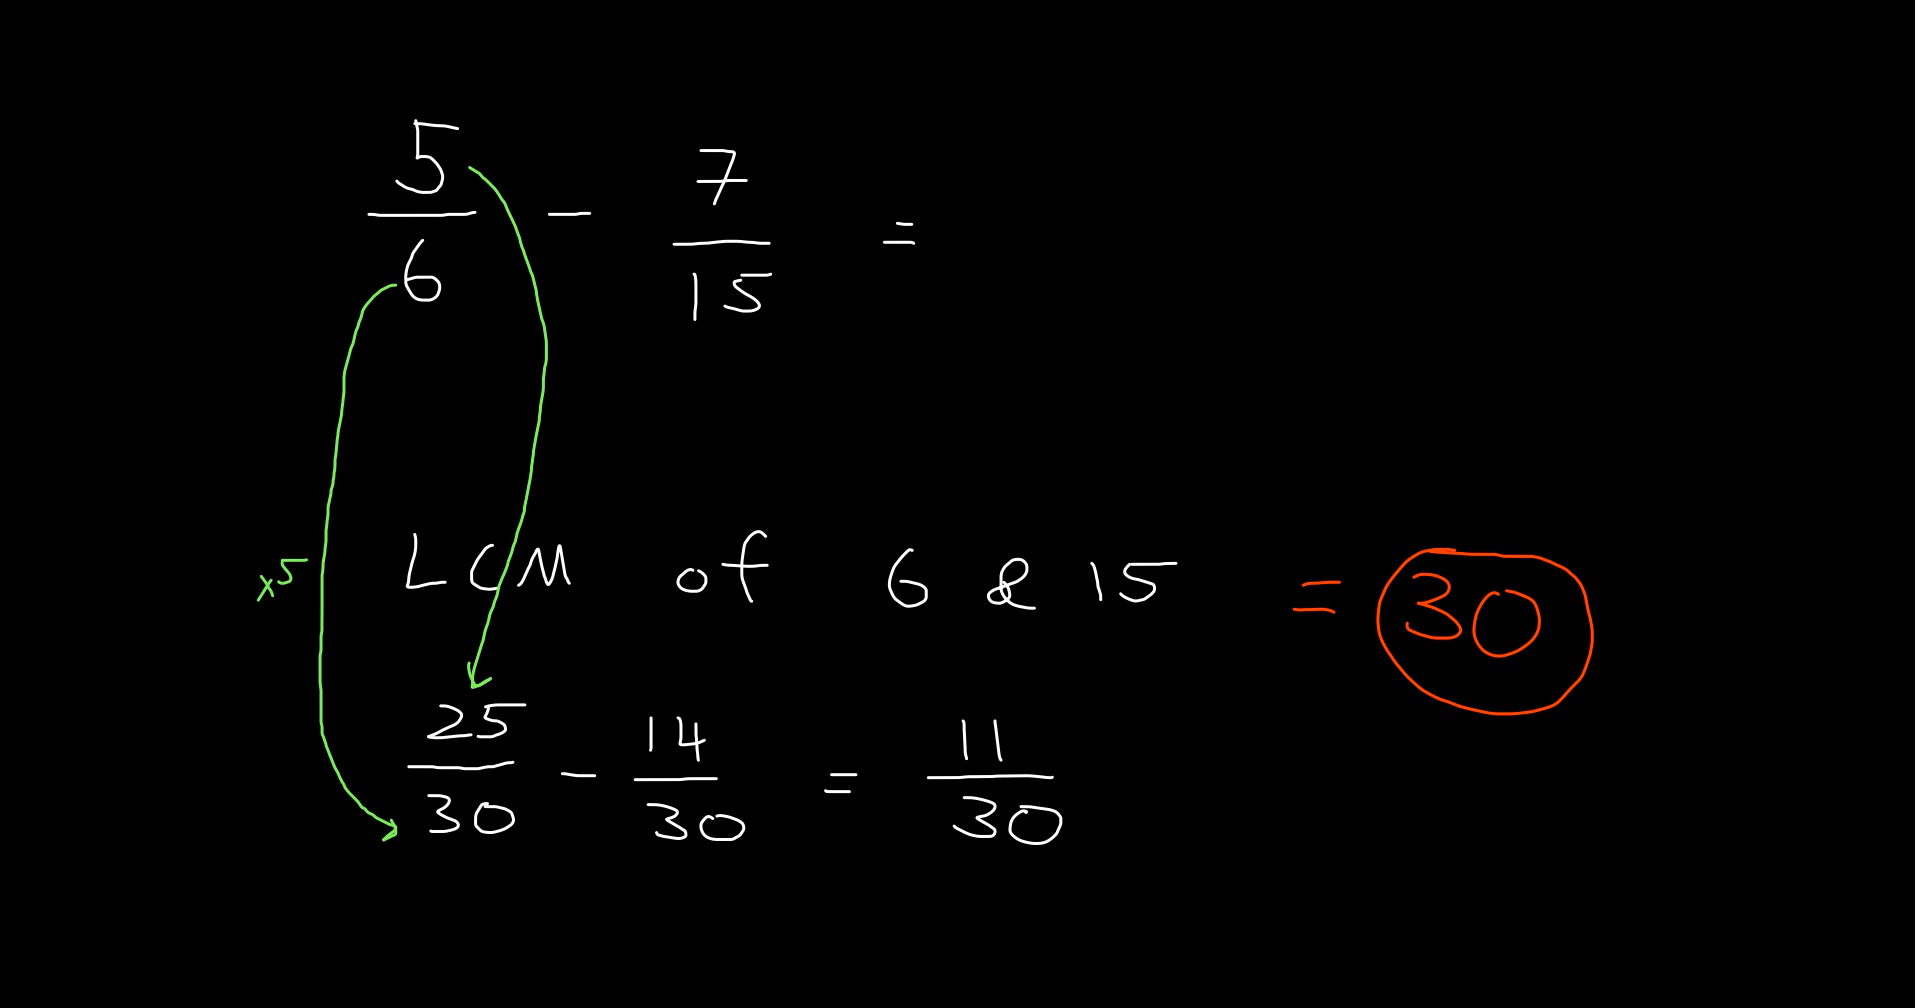 5/6 - 7/15 =
x5
LCM of 6 & 15 = 30
25/30 - 14/30 = 11/30